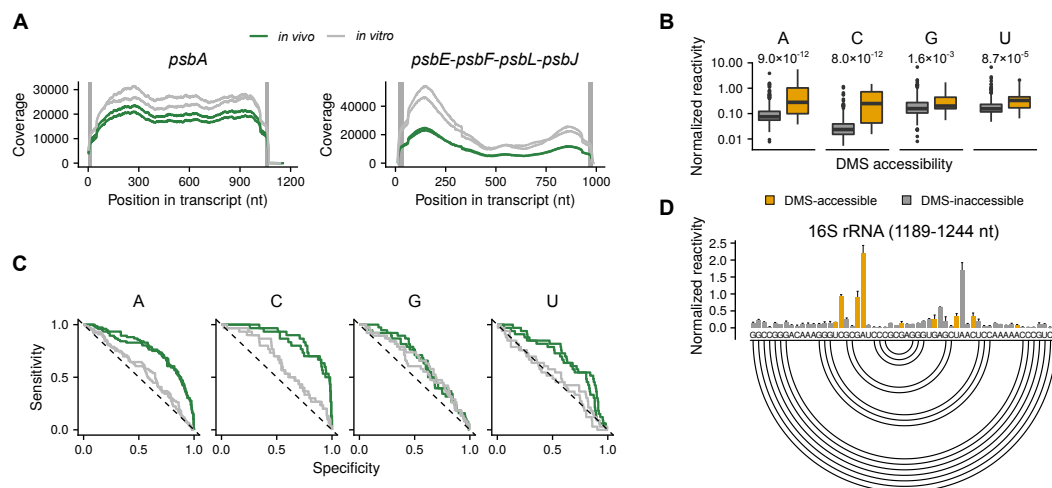 A
in vivo
in vitro
psbA
psbE-psbF-psbL-psbJ
Coverage
30000
20000
10000
0
0
300
600
900
1200
Position in transcript (nt)
Coverage
40000
20000
0
0
250
500
750
1000
Position in transcript (nt)
B
A
C
G
U
9.0×10-12
8.0×10-12
1.6×10-3
8.7×10-5
Normalized reactivity
10.00
1.00
0.10
0.01
DMS accessibility
DMS-accessible
DMS-inaccessible
C
A
C
G
U
Sensitivity
1.0
0.5
0.0
0.0
0.5
1.0
0.0
0.5
1.0
0.0
0.5
1.0
0.0
0.5
1.0
Specificity
D
16S rRNA (1189-1244 nt)
Normalized reactivity
2.5
2.0
1.5
1.0
0.5
0.0